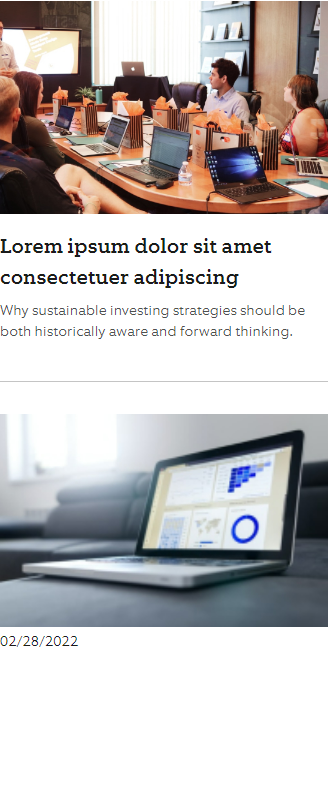 Lorem ipsum dolor sit amet
consectetuer adipiscing
Why sustainable investing strategies should be
both historically aware and forward thinking.
02/28/2022